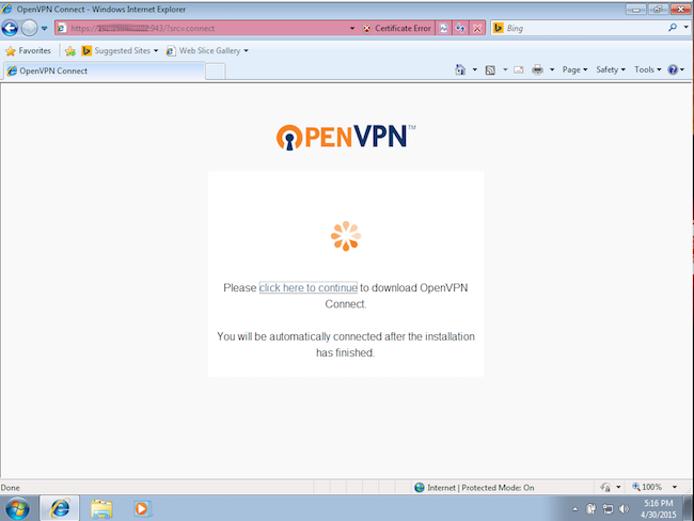 OpenVPN Connect - Windows Internet Explorer
https://
:943/?src=connect
Certificate Error
Bing
Favorites
Suggested Sites
Web Slice Gallery
OpenVPN Connect
Page
Safety
Tools
OPENVPN™
Please click here to continue to download OpenVPN
Connect.
You will be automatically connected after the installation
has finished.
Done
Internet | Protected Mode: On
100%
5:16 PM
4/30/2015